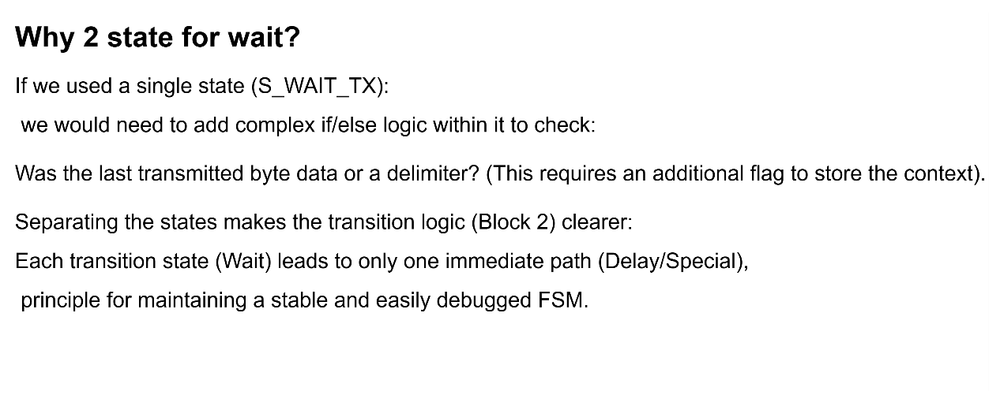 Why 2 state for wait?
If we used a single state (S_WAIT_TX):
we would need to add complex if/else logic within it to check:
Was the last transmitted byte data or a delimiter? (This requires an additional flag to store the context).
Separating the states makes the transition logic (Block 2) clearer:
Each transition state (Wait) leads to only one immediate path (Delay/Special),
principle for maintaining a stable and easily debugged FSM.